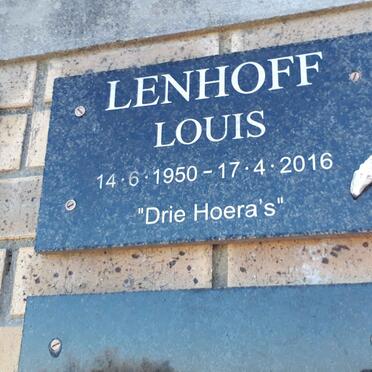 LENHOFF
LOUIS
14·6·1950 - 17·4·2016
"Drie Hoera's"